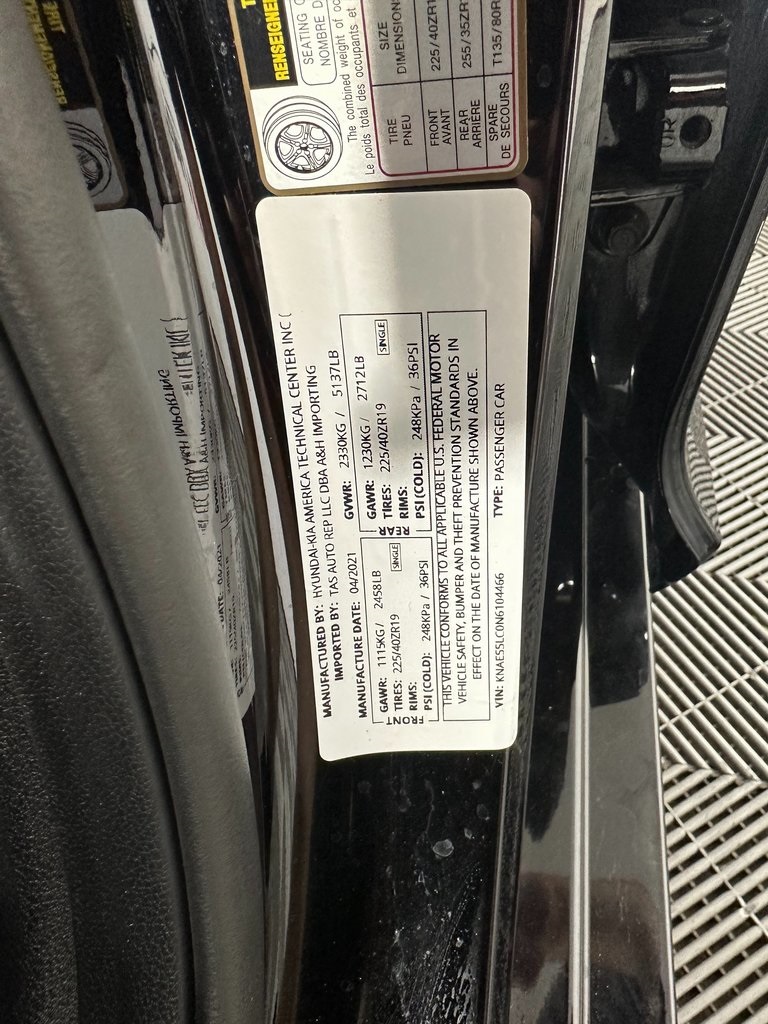 RENSEIGNE
SEATING
NOMBRE D
The combined weight of oc
Le poids total des occupants et
TIRE SIZE
PNEU DIMENSIONS
FRONT 225/40ZR1
AVANT
REAR 255/35ZR1
ARRIÈRE
SPARE T135/80R
DE SECOURS
MANUFACTURED BY: HYUNDAI-KIA AMERICA TECHNICAL CENTER INC (
IMPORTED BY: TAS AUTO REP LLC DBA A&H IMPORTING
MANUFACTURE DATE: 04/2021 GVWR: 2330KG / 5137LB
FRONT
GAWR: 1115KG / 2458LB
TIRES: 225/40ZR19 SINGLE
RIMS:
PSI (COLD): 248KPa / 36PSI
REAR
GAWR: 1230KG / 2712LB
TIRES: 225/40ZR19 SINGLE
RIMS:
PSI (COLD): 248KPa / 36PSI
THIS VEHICLE CONFORMS TO ALL APPLICABLE U.S. FEDERAL MOTOR
VEHICLE SAFETY, BUMPER AND THEFT PREVENTION STANDARDS IN
EFFECT ON THE DATE OF MANUFACTURE SHOWN ABOVE.
VIN: KNAESSLC0N6104466 TYPE: PASSENGER CAR